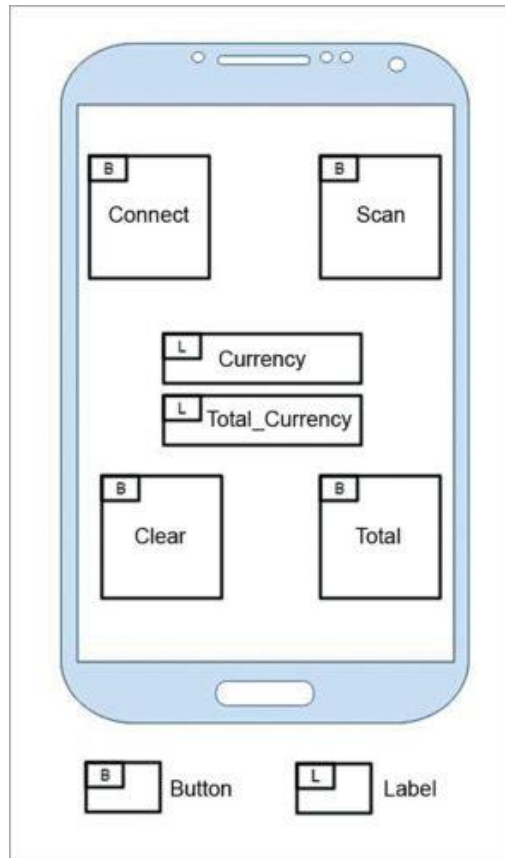 B
Connect
B
Scan
L
Currency
L
Total_Currency
B
Clear
B
Total
B
Button
L
Label